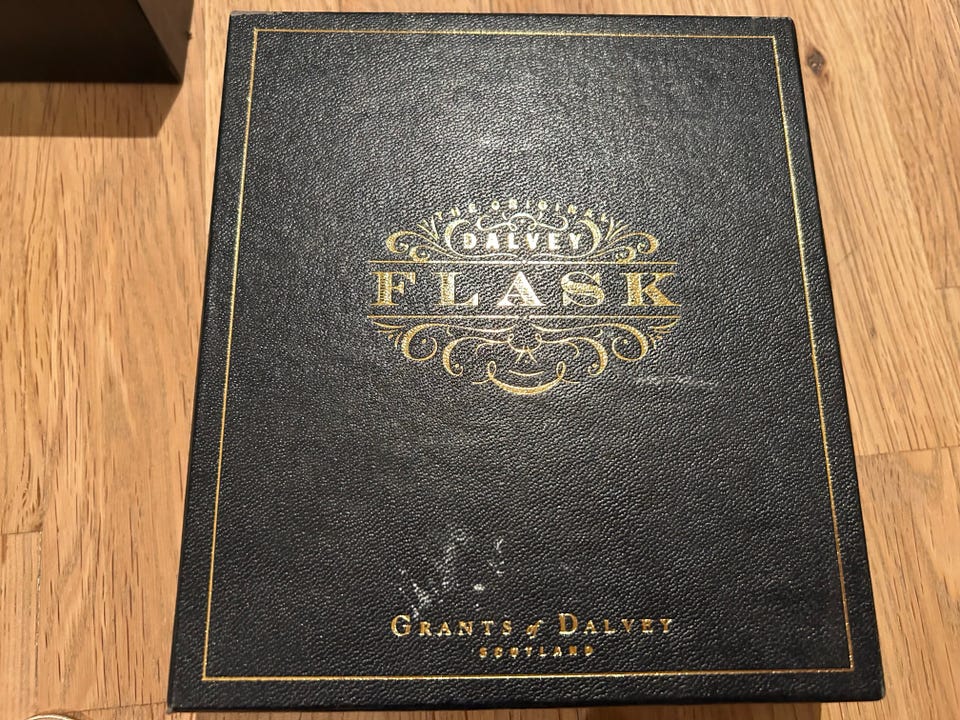 THE ORIGINAL
DALVEY
FLASK
GRANTS of DALVEY
SCOTLAND